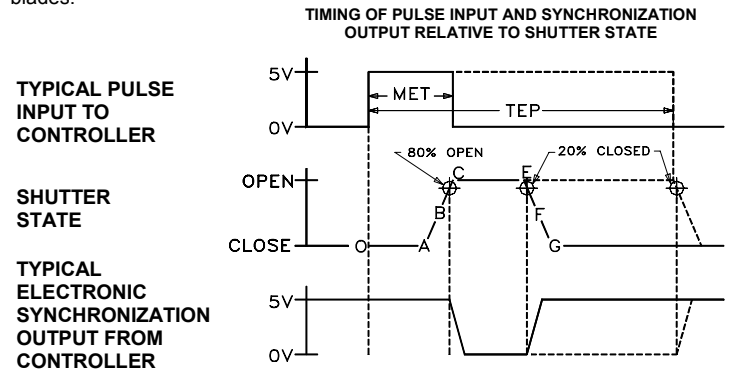 blades.
TIMING OF PULSE INPUT AND SYNCHRONIZATION
OUTPUT RELATIVE TO SHUTTER STATE
TYPICAL PULSE
INPUT TO
CONTROLLER
5V
0V
MET
TEP
SHUTTER
STATE
OPEN
CLOSE
80% OPEN
20% CLOSED
O
A
B
C
E
F
G
TYPICAL
ELECTRONIC
SYNCHRONIZATION
OUTPUT FROM
CONTROLLER
5V
0V